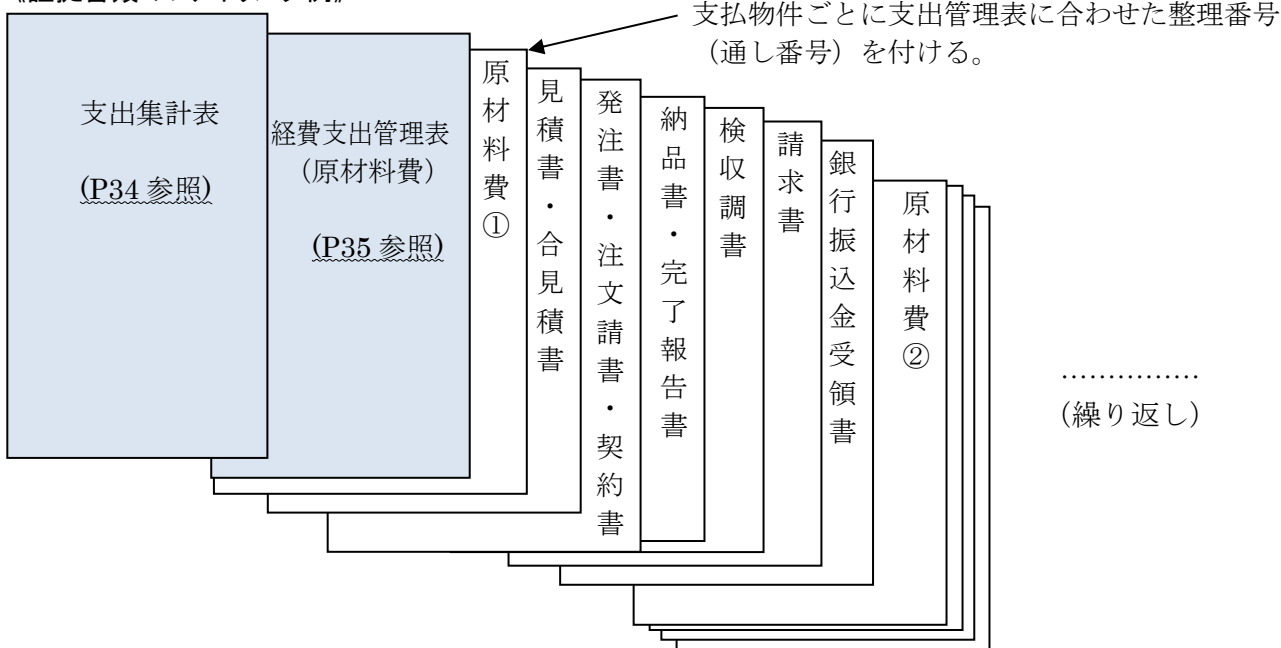 《証拠書類のファイリング例》
支払物件ごとに支出管理表に合わせた整理番号
（通し番号）を付ける。
支出集計表
(P34 参照)
経費支出管理表
（原材料費）
(P35 参照)
原材料費①
見積書・合見積書
発注書・注文請書・契約書
納品書・完了報告書
検収調書
請求書
銀行振込金受領書
原材料費②
……………
（繰り返し）